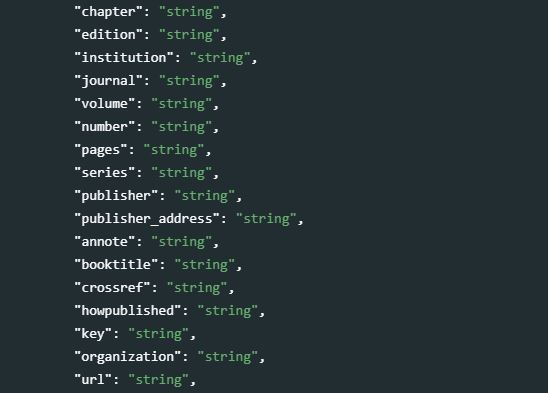 "chapter": "string",
"edition": "string",
"institution": "string",
"journal": "string",
"volume": "string",
"number": "string",
"pages": "string",
"series": "string",
"publisher": "string",
"publisher_address": "string",
"annote": "string",
"booktitle": "string",
"crossref": "string",
"howpublished": "string",
"key": "string",
"organization": "string",
"url": "string",